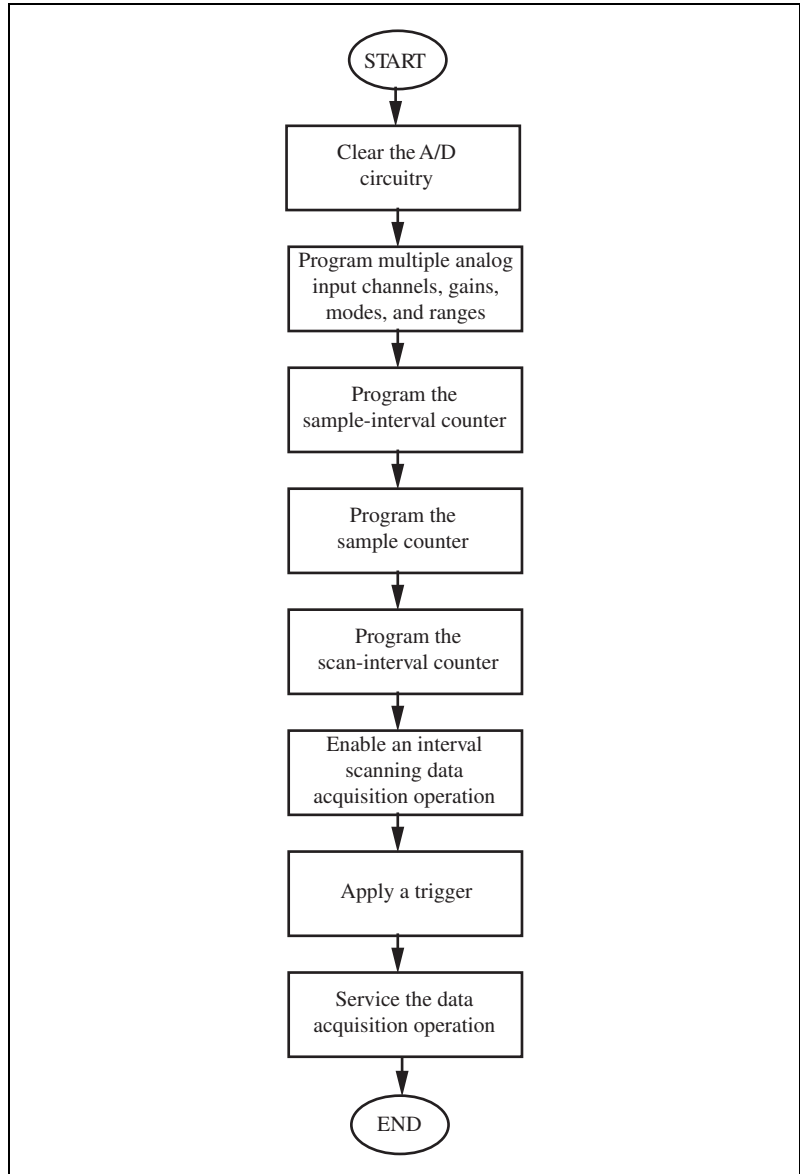 START
Clear the A/D
circuitry
Program multiple analog
input channels, gains,
modes, and ranges
Program the
sample-interval counter
Program the
sample counter
Program the
scan-interval counter
Enable an interval
scanning data
acquisition operation
Apply a trigger
Service the data
acquisition operation
END